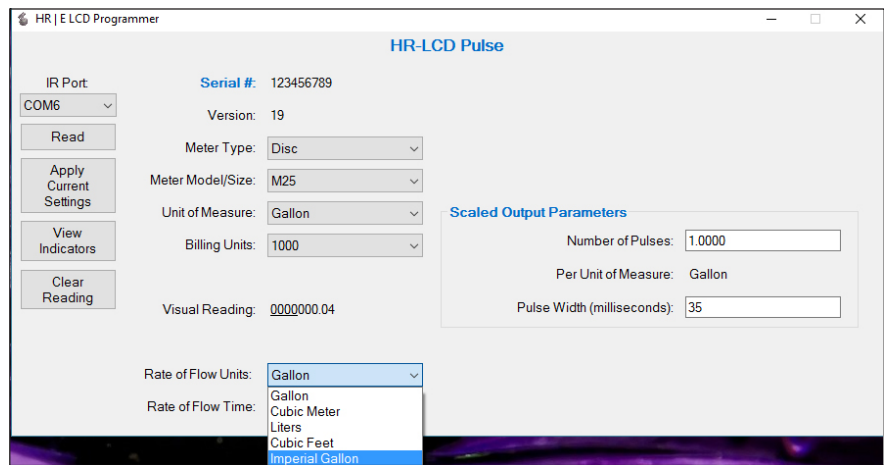 HR | E LCD Programmer
HR-LCD Pulse
IR Port:
COM6
Read
Apply
Current
Settings
View
Indicators
Clear
Reading
Serial #: 123456789
Version: 19
Meter Type: Disc
Meter Model/Size: M25
Unit of Measure: Gallon
Billing Units: 1000
Visual Reading: 0000000.04
Rate of Flow Units: Gallon
Gallon
Cubic Meter
Liters
Cubic Feet
Imperial Gallon
Rate of Flow Time:
Scaled Output Parameters
Number of Pulses: 1.0000
Per Unit of Measure: Gallon
Pulse Width (milliseconds): 35